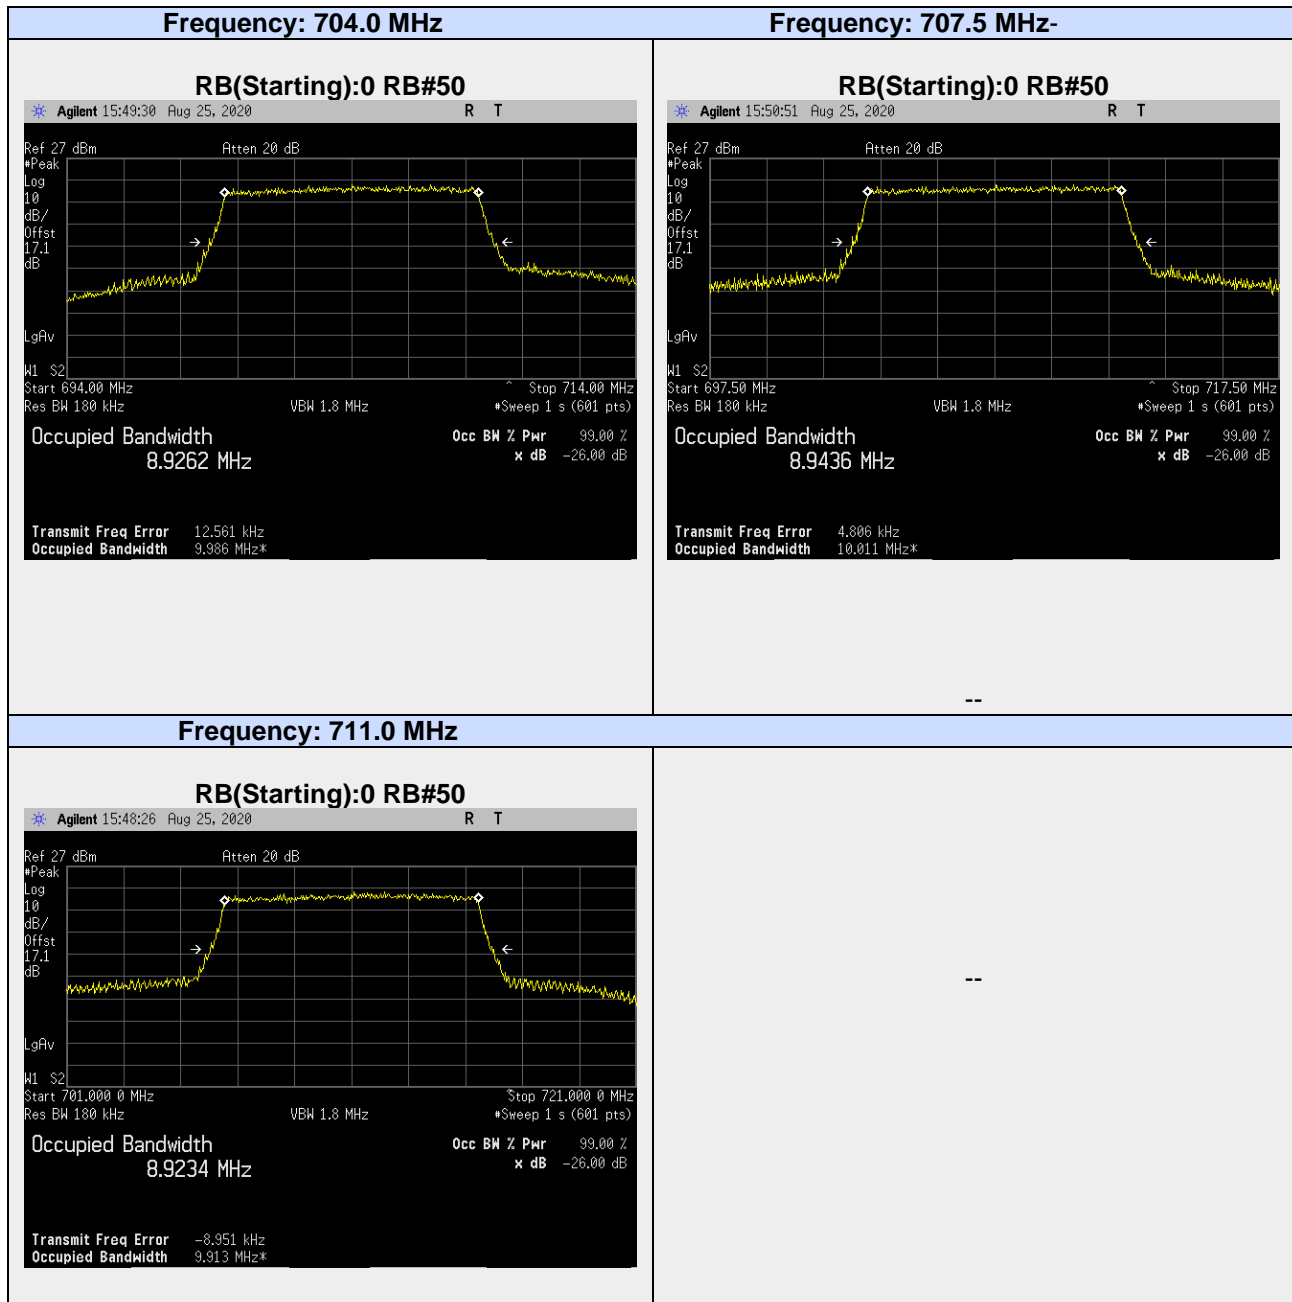 Frequency: 704.0 MHz
Frequency: 707.5 MHz-
RB(Starting):0 RB#50
Agilent 15:49:30 Aug 25, 2020 R T
Ref 27 dBm Atten 20 dB
#Peak
Log
10
dB/
Offst
17.1
dB
LgAv
W1 S2
Start 694.00 MHz ^ Stop 714.00 MHz
Res BW 180 kHz VBW 1.8 MHz #Sweep 1 s (601 pts)
Occupied Bandwidth Occ BW % Pwr 99.00 %
8.9262 MHz x dB -26.00 dB
Transmit Freq Error 12.561 kHz
Occupied Bandwidth 9.986 MHz*
RB(Starting):0 RB#50
Agilent 15:50:51 Aug 25, 2020 R T
Ref 27 dBm Atten 20 dB
#Peak
Log
10
dB/
Offst
17.1
dB
LgAv
W1 S2
Start 697.50 MHz ^ Stop 717.50 MHz
Res BW 180 kHz VBW 1.8 MHz #Sweep 1 s (601 pts)
Occupied Bandwidth Occ BW % Pwr 99.00 %
8.9436 MHz x dB -26.00 dB
Transmit Freq Error 4.806 kHz
Occupied Bandwidth 10.011 MHz*
--
Frequency: 711.0 MHz
RB(Starting):0 RB#50
Agilent 15:48:26 Aug 25, 2020 R T
Ref 27 dBm Atten 20 dB
#Peak
Log
10
dB/
Offst
17.1
dB
LgAv
W1 S2
Start 701.000 0 MHz ^ Stop 721.000 0 MHz
Res BW 180 kHz VBW 1.8 MHz #Sweep 1 s (601 pts)
Occupied Bandwidth Occ BW % Pwr 99.00 %
8.9234 MHz x dB -26.00 dB
Transmit Freq Error -8.951 kHz
Occupied Bandwidth 9.913 MHz*
--